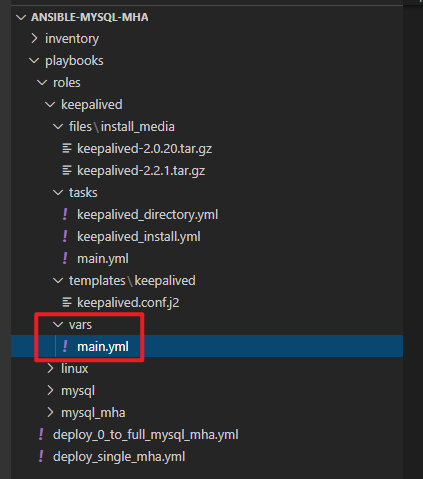 ANSIBLE-MYSQL-MHA
inventory
playbooks
roles
keepalived
files\install_media
keepalived-2.0.20.tar.gz
keepalived-2.2.1.tar.gz
tasks
! keepalived_directory.yml
! keepalived_install.yml
! main.yml
templates\keepalived
keepalived.conf.j2
vars
! main.yml
linux
mysql
mysql_mha
! deploy_0_to_full_mysql_mha.yml
! deploy_single_mha.yml